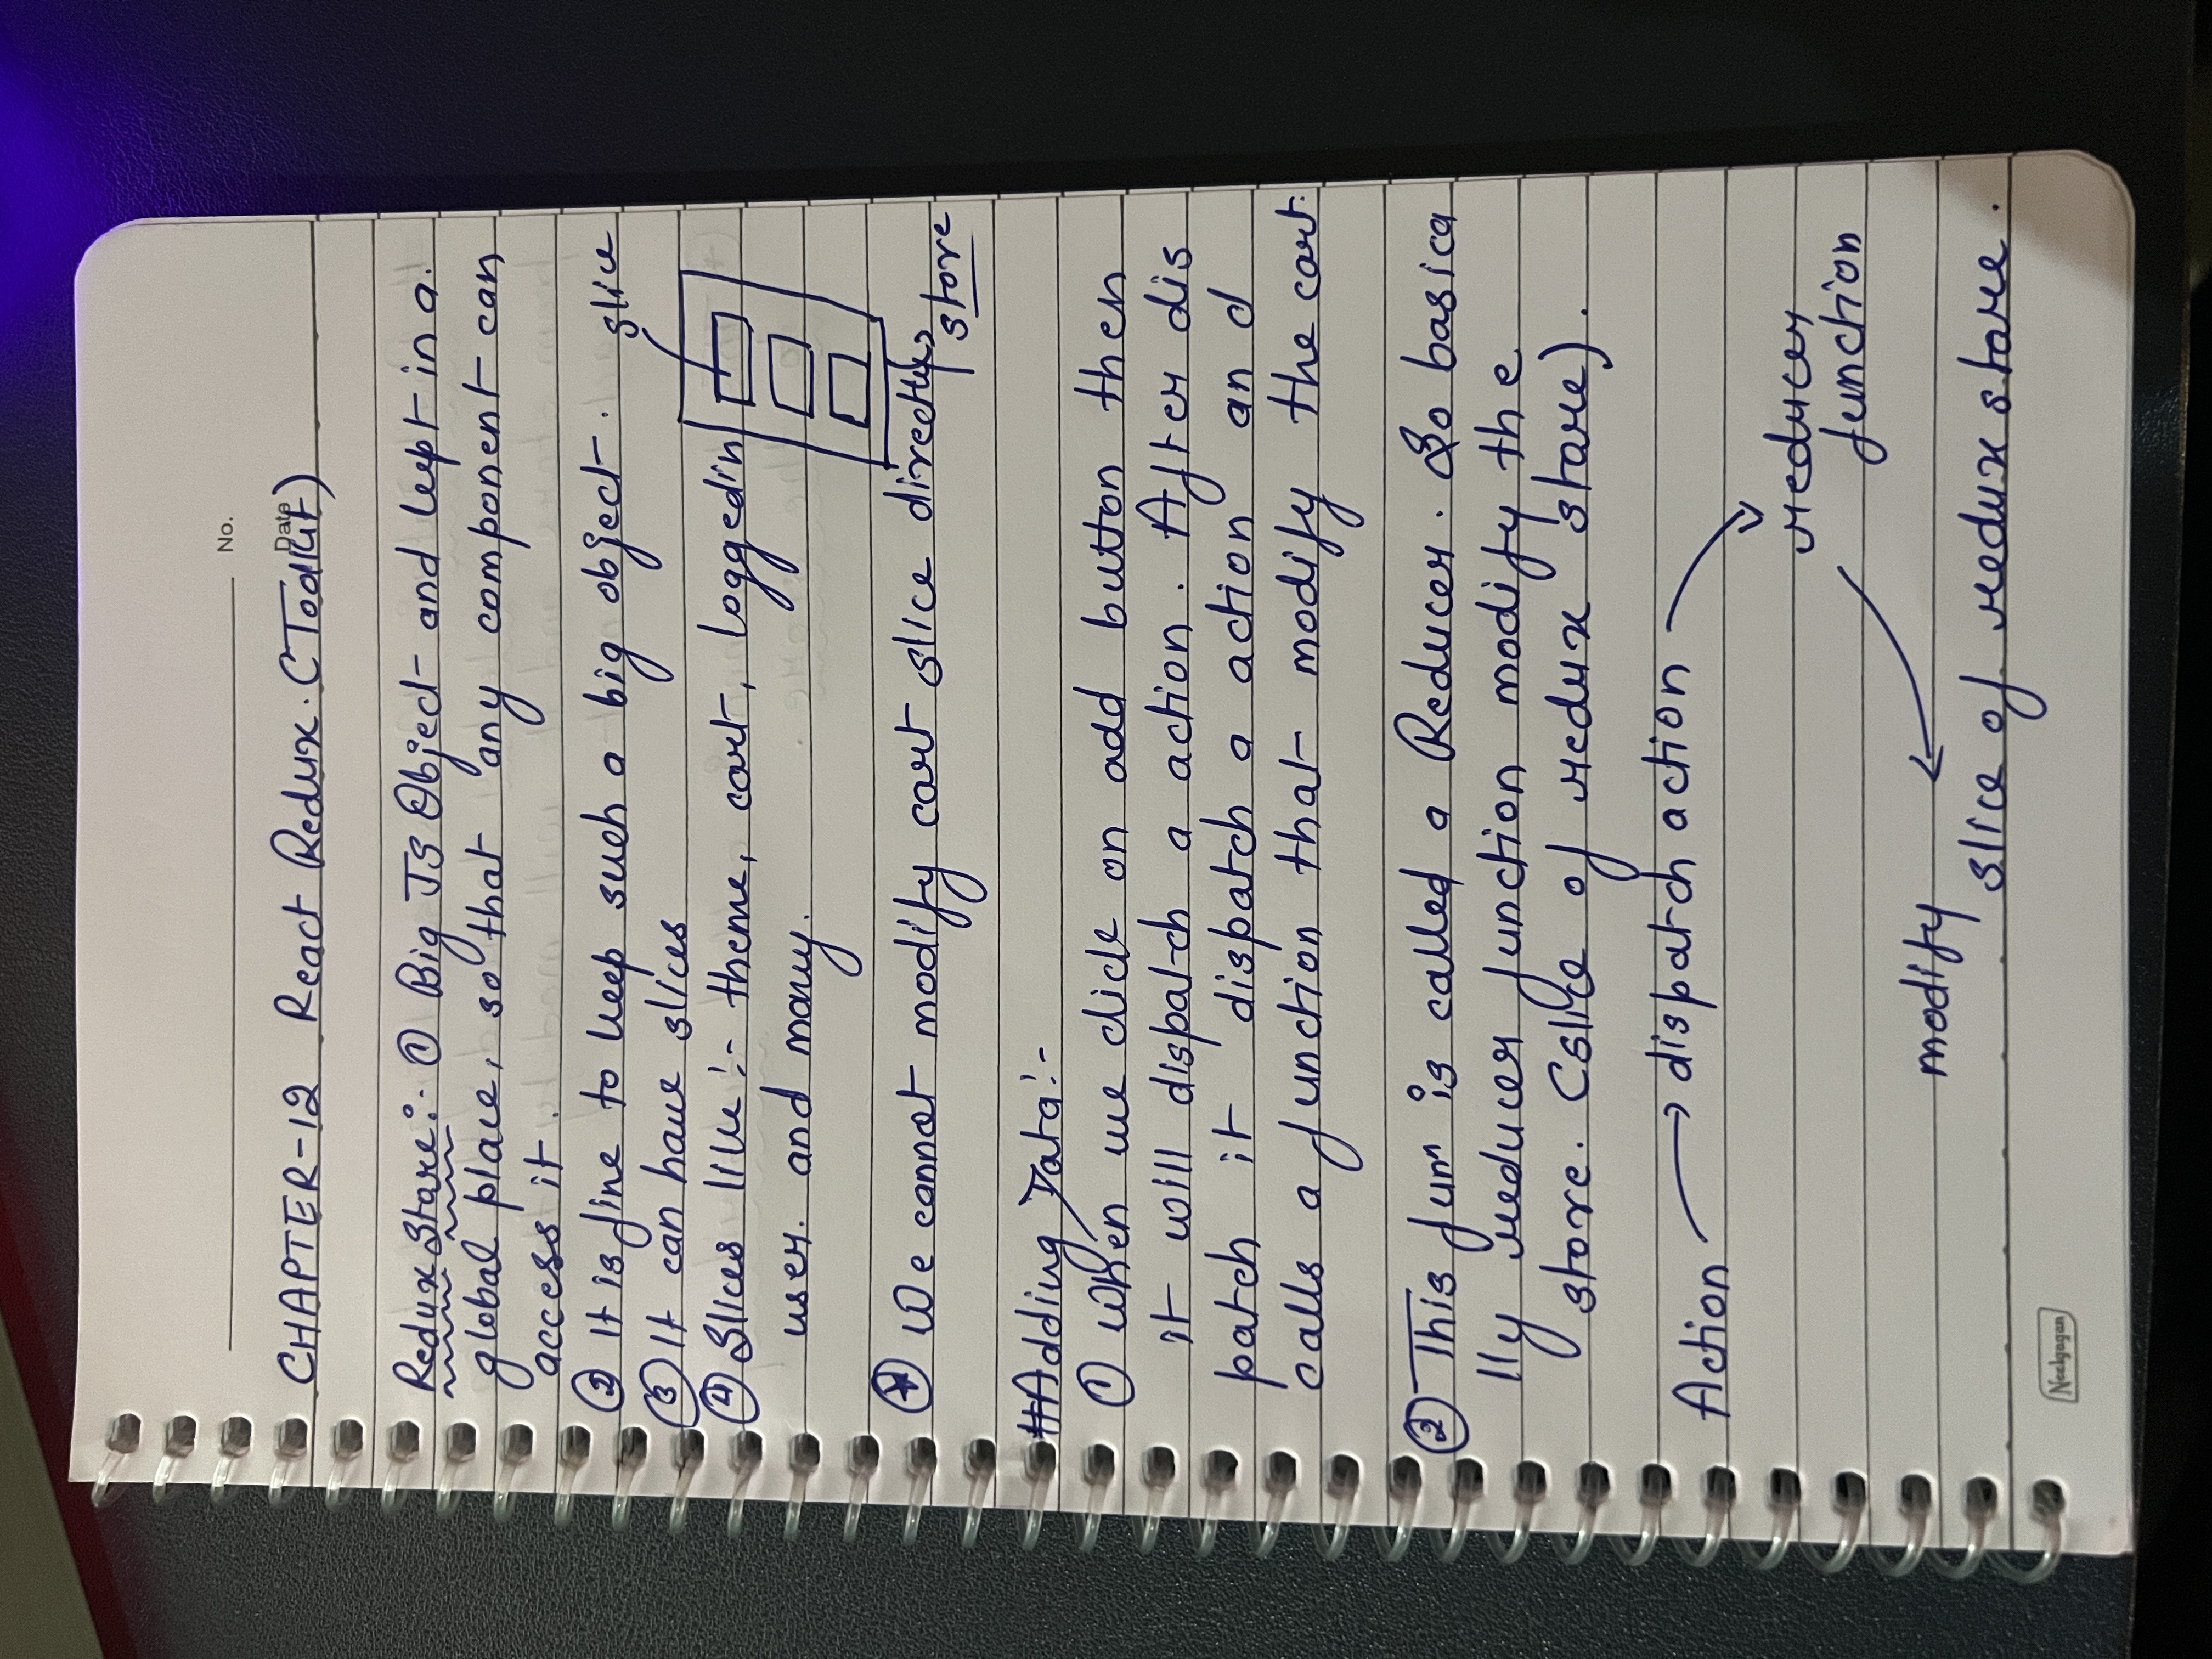 No.
Date
CHAPTER-12 React Redux. (Toolkit)
Redux Store:- ① Big JS Object and kept in a.
global place, so that any component can
access it.
② It is fine to keep such a big object.
slice
③ It can have slices
④ Slices like:- theme, cart, loggedin
user. and many.
⍟ We cannot modify cart slice directly
store
#Adding Data:-
① When we click on add button then
it will dispatch a action. After dis
patch it dispatch a action and
calls a function that modify the cart.
② This funⁿ is called a Reducer. So basica
lly reducer function modify the
store. (slice of redux store).
Action → dispatch action
reducer
function
modify
slice of redux store.
Neelgagan